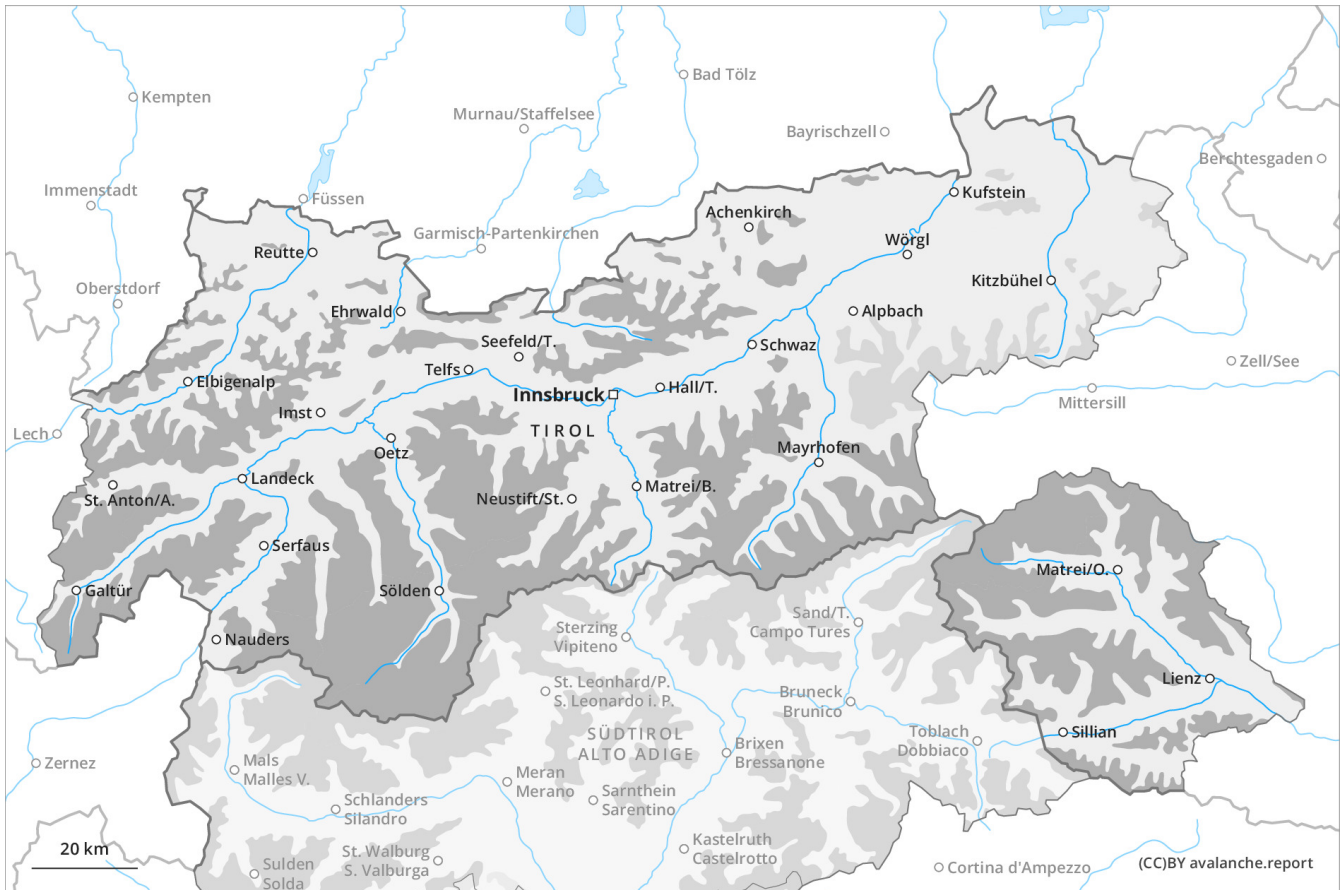 Kempten
Bad Tölz
Murnau/Staffelsee
Bayrischzell
Berchtesgaden
Immenstadt
Füssen
Kufstein
Achenkirch
Garmisch-Partenkirchen
Wörgl
Reutte
Kitzbühel
Oberstdorf
Ehrwald
Alpbach
Seefeld/T.
Schwaz
Zell/See
Telfs
Elbigenalp
Hall/T.
Innsbruck
Mittersill
Imst
TIROL
Lech
Oetz
Mayrhofen
Landeck
Matrei/B.
St. Anton/A.
Neustift/St.
Serfaus
Matrei/O.
Galtür
Sölden
Sand/T.
Campo Tures
Nauders
Sterzing
Vipiteno
Lienz
St. Leonhard/P.
S. Leonardo i. P.
Bruneck
Brunico
Sillian
SÜDTIROL
ALTO ADIGE
Toblach
Dobbiaco
Brixen
Bressanone
Zernez
Mals
Malles V.
Meran
Merano
Sarnthein
Sarentino
Schlanders
Silandro
Kastelruth
Castelrotto
20 km
St. Walburg
S. Valburga
Sulden
Solda
Cortina d'Ampezzo
(CC)BY avalanche.report